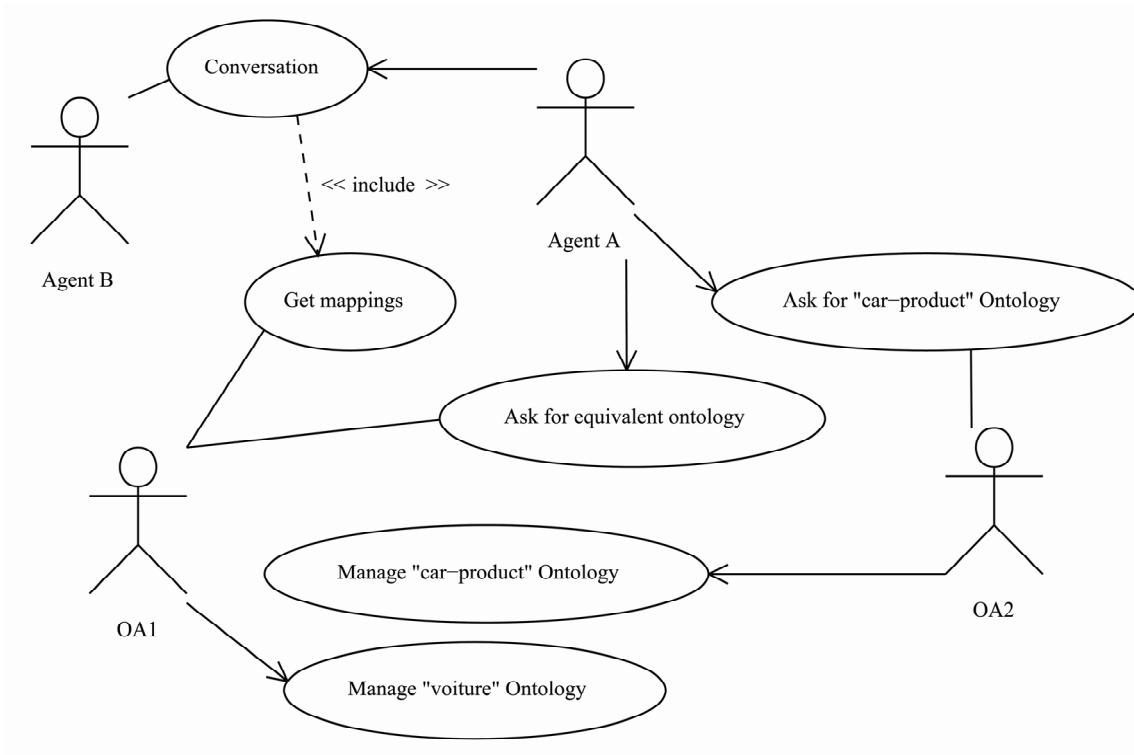 Conversation
<< include >>
Agent A
Agent B
Get mappings
Ask for "car−product" Ontology
Ask for equivalent ontology
Manage "car−product" Ontology
OA2
OA1
Manage "voiture" Ontology